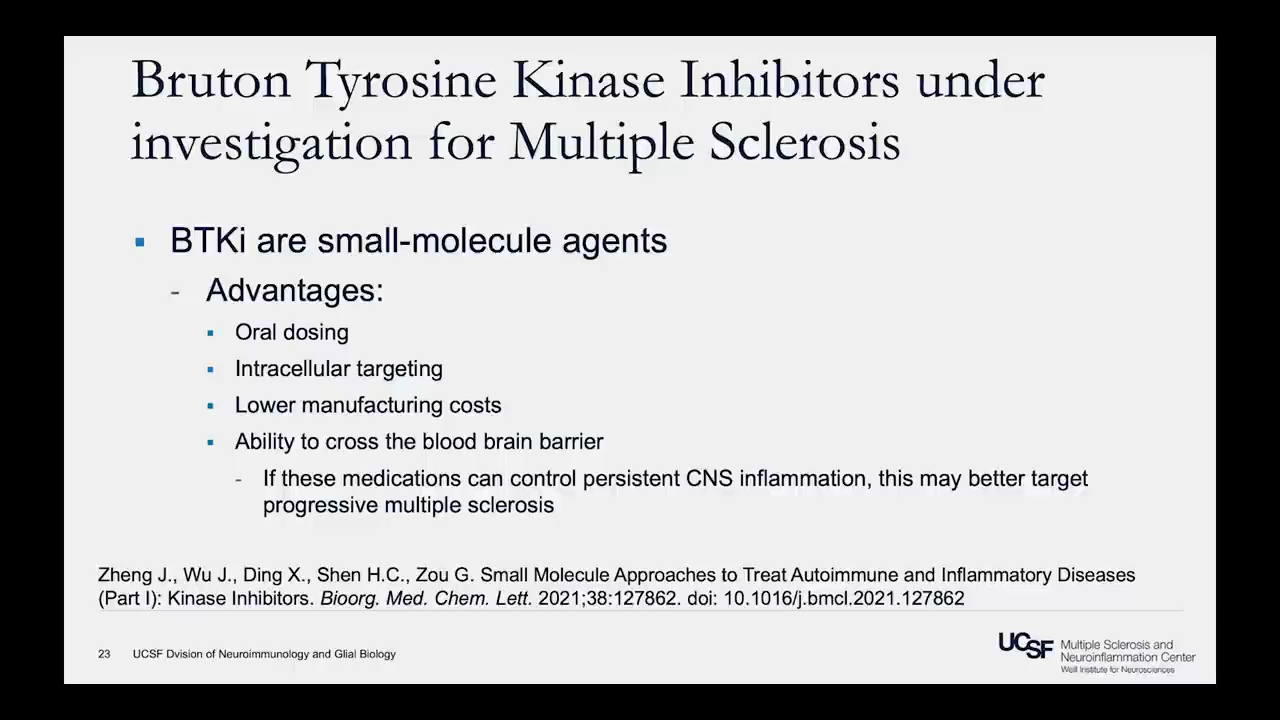 Bruton Tyrosine Kinase Inhibitors under
investigation for Multiple Sclerosis
▪ BTKi are small-molecule agents
- Advantages:
▪ Oral dosing
▪ Intracellular targeting
▪ Lower manufacturing costs
▪ Ability to cross the blood brain barrier
- If these medications can control persistent CNS inflammation, this may better target
progressive multiple sclerosis
Zheng J., Wu J., Ding X., Shen H.C., Zou G. Small Molecule Approaches to Treat Autoimmune and Inflammatory Diseases
(Part I): Kinase Inhibitors. Bioorg. Med. Chem. Lett. 2021;38:127862. doi: 10.1016/j.bmcl.2021.127862
23 UCSF Dvision of Neuroimmunology and Glial Biology
UCSF Multiple Sclerosis and
Neuroinflammation Center
Weill Institute for Neurosciences